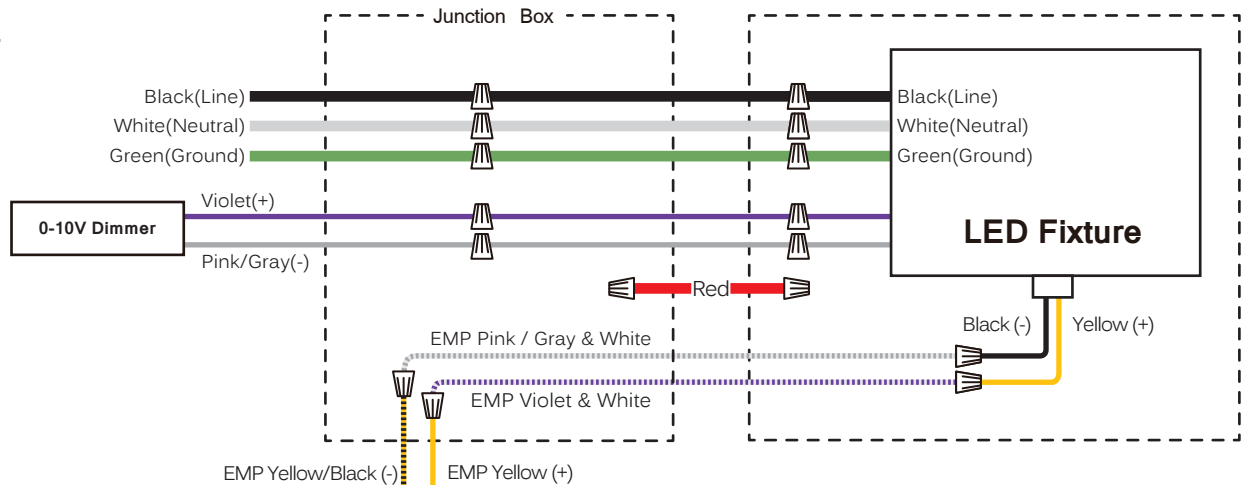 Junction Box
Black(Line)
White(Neutral)
Green(Ground)
Violet(+)
0-10V Dimmer
Pink/Gray(-)
Black(Line)
White(Neutral)
Green(Ground)
LED Fixture
Red
Black (-)
Yellow (+)
EMP Pink / Gray & White
EMP Violet & White
EMP Yellow/Black (-)
EMP Yellow (+)